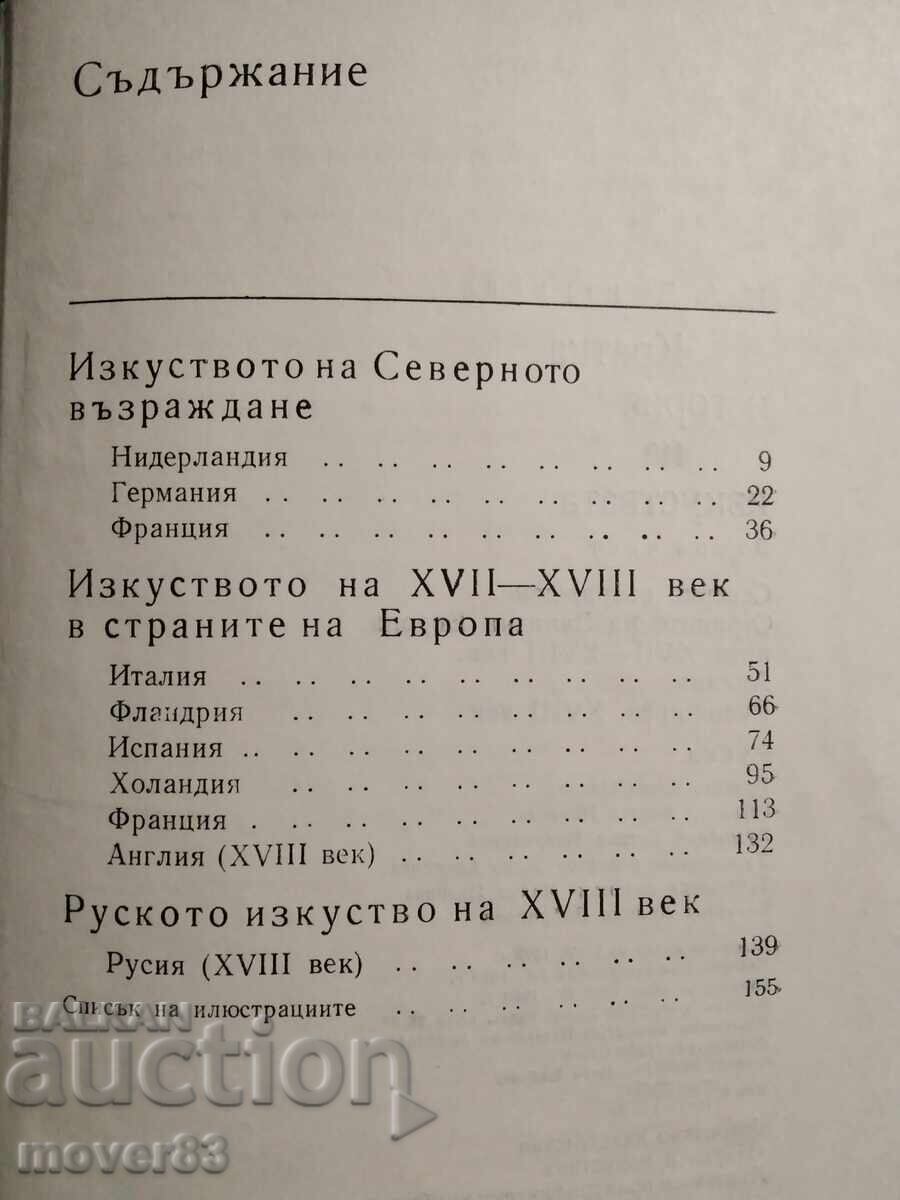 Съдържание
Изкуството на Северното
възраждане
Нидерландия .. .. .. .. .. .. .. .. 9
Германия .. .. .. .. .. .. .. .. .. 22
Франция .. .. .. .. .. .. .. .. .. 36
Изкуството на XVII—XVIII век
в страните на Европа
Италия .. .. .. .. .. .. .. .. .. 51
Фландрия .. .. .. .. .. .. .. .. 66
Испания .. .. .. .. .. .. .. .. .. 74
Холандия .. .. .. .. .. .. .. .. 95
Франция . .. .. .. .. .. .. .. .. 113
Англия (XVIII век) .. .. .. .. .. .. 132
Руското изкуство на XVIII век
Русия (XVIII век) .. .. .. .. .. .. 139
Списък на илюстрациите .. .. .. .. .. .. 155
BALKAN
auction
mover83